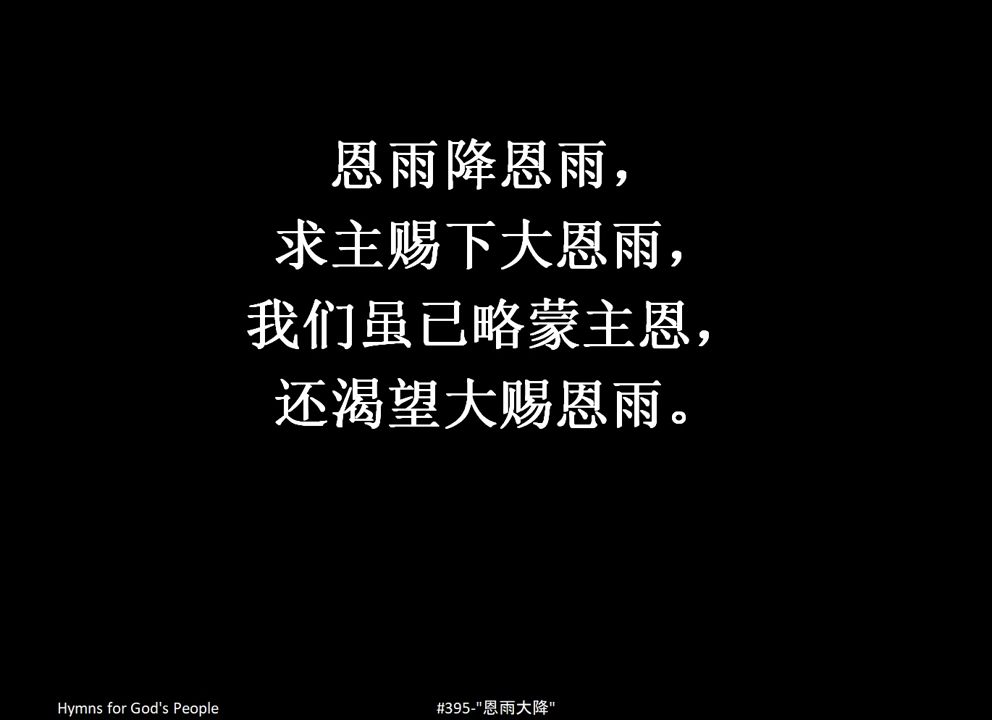 恩雨降恩雨，
求主赐下大恩雨，
我们虽已略蒙主恩，
还渴望大赐恩雨。
Hymns for God's People
#395-"恩雨大降"